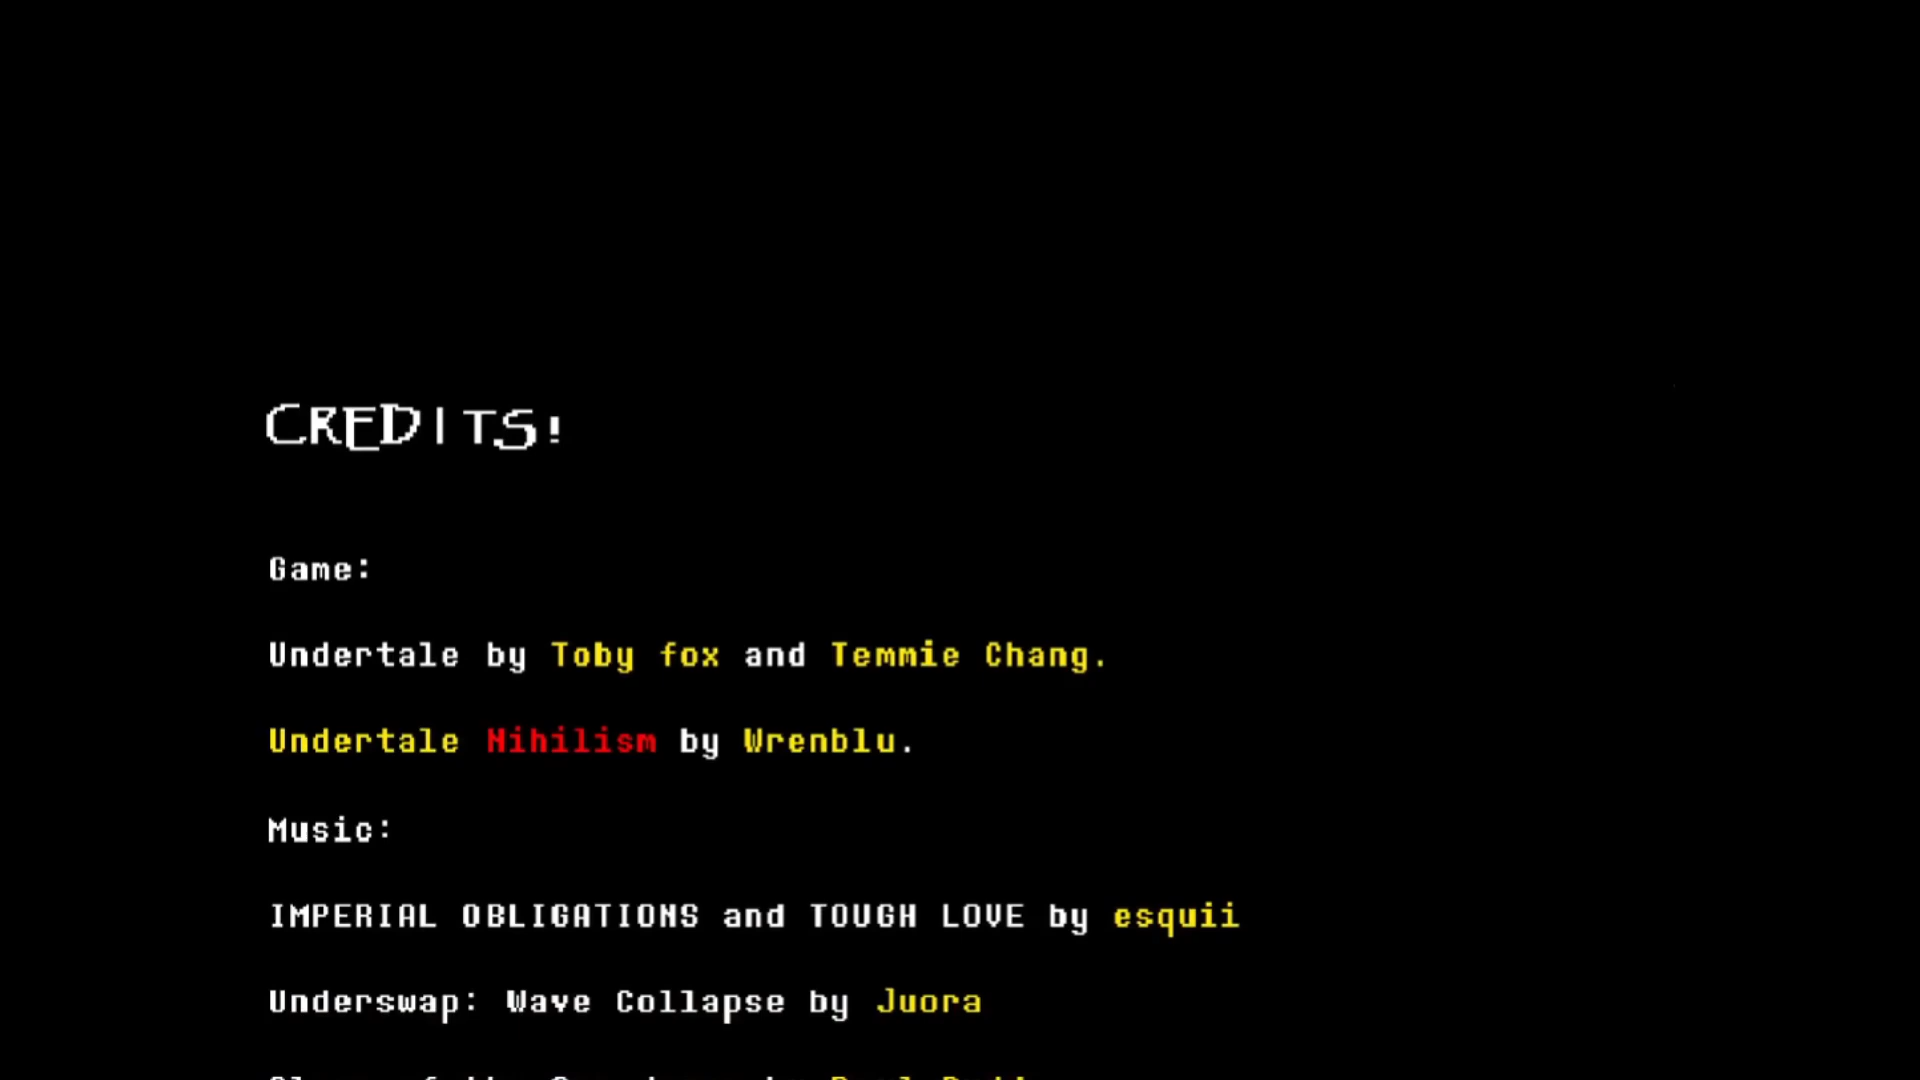 CREDITS!
Game:
Undertale by Toby fox and Temmie Chang.
Undertale Nihilism by Wrenblu.
Music:
IMPERIAL OBLIGATIONS and TOUGH LOVE by esquii
Underswap: Wave Collapse by Juora